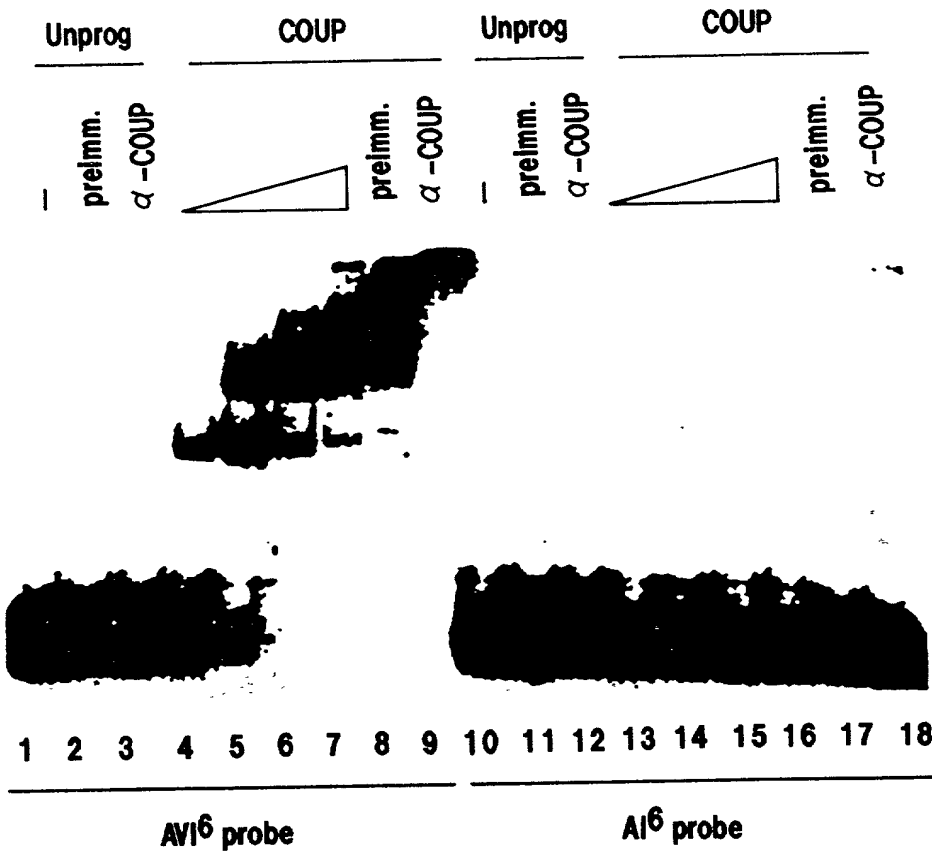 Unprog COUP Unprog COUP
– preImm. α-COUP preImm. α-COUP – preImm. α-COUP preImm. α-COUP
1 2 3 4 5 6 7 8 9 10 11 12 13 14 15 16 17 18
AVI⁶ probe AI⁶ probe